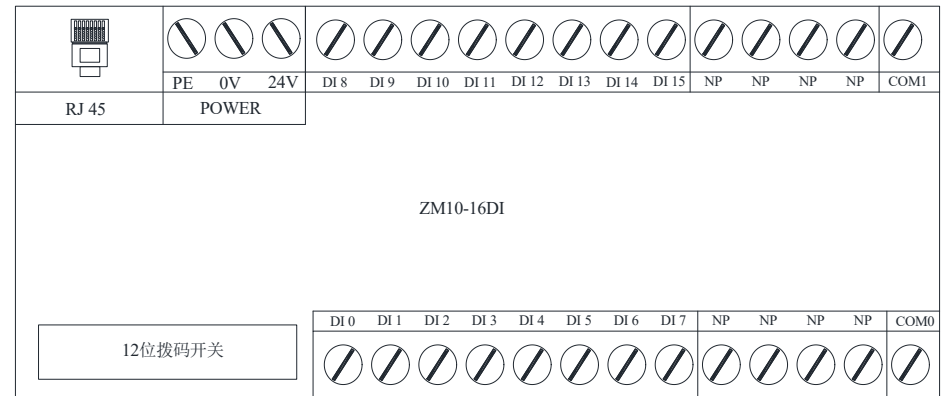 PE 0V 24V DI 8 DI 9 DI 10 DI 11 DI 12 DI 13 DI 14 DI 15 NP NP NP NP COM1
RJ 45 POWER
ZM10-16DI
DI 0 DI 1 DI 2 DI 3 DI 4 DI 5 DI 6 DI 7 NP NP NP NP COM0
12位拨码开关